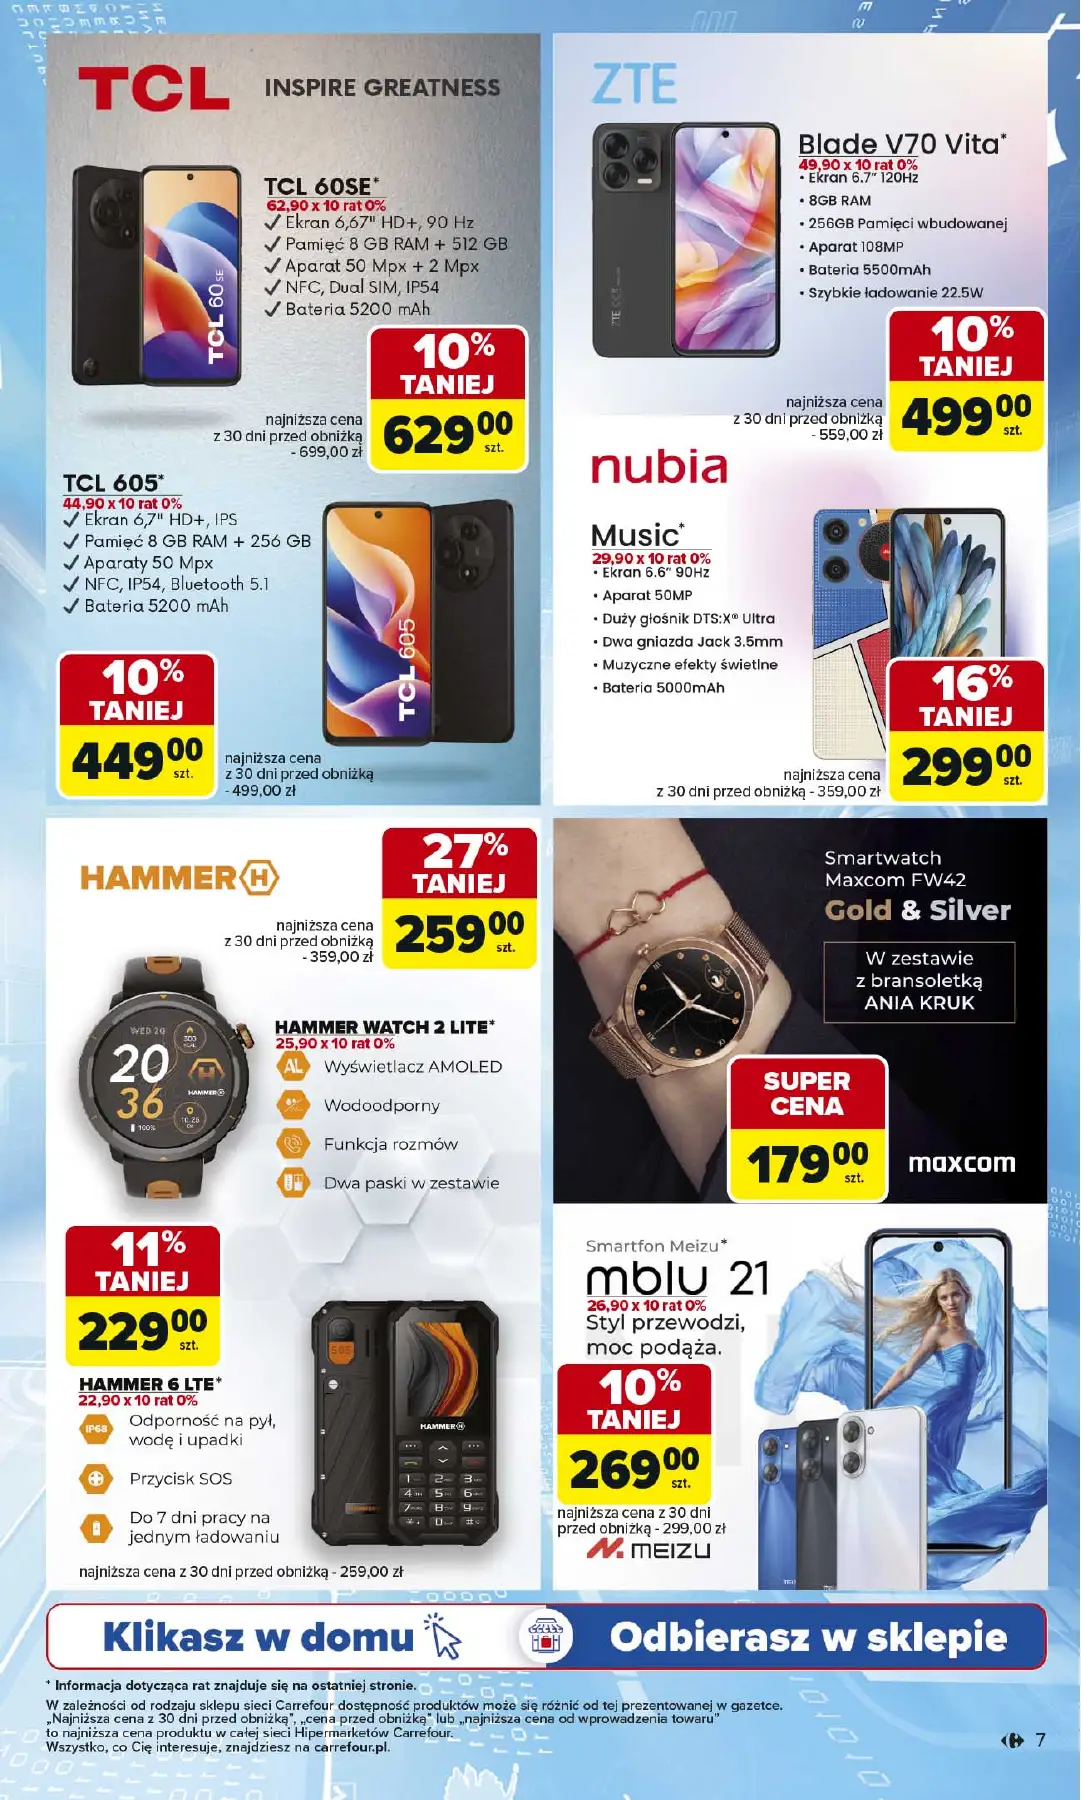 TCL INSPIRE GREATNESS
TCL 60SE*
62,90 x 10 rat 0%
✓ Ekran 6,67" HD+, 90 Hz
✓ Pamięć 8 GB RAM + 512 GB
✓ Aparat 50 Mpx + 2 Mpx
✓ NFC, Dual SIM, IP54
✓ Bateria 5200 mAh
TCL 60 SE
10%
TANIEJ
629 00
szt.
najniższa cena
z 30 dni przed obniżką
- 699,00 zł
TCL 605*
44,90 x 10 rat 0%
✓ Ekran 6,7" HD+, IPS
✓ Pamięć 8 GB RAM + 256 GB
✓ Aparaty 50 Mpx
✓ NFC, IP54, Bluetooth 5.1
✓ Bateria 5200 mAh
TCL 605
10%
TANIEJ
449 00
szt.
najniższa cena
z 30 dni przed obniżką
- 499,00 zł
ZTE
Blade V70 Vita*
49,90 x 10 rat 0%
• Ekran 6.7" 120Hz
• 8GB RAM
• 256GB Pamięci wbudowanej
• Aparat 108MP
• Bateria 5500mAh
• Szybkie ładowanie 22.5W
10%
TANIEJ
499 00
szt.
najniższa cena
z 30 dni przed obniżką
- 559,00 zł
nubia
Music*
29,90 x 10 rat 0%
• Ekran 6.6" 90Hz
• Aparat 50MP
• Duży głośnik DTS:X® Ultra
• Dwa gniazda Jack 3.5mm
• Muzyczne efekty świetlne
• Bateria 5000mAh
16%
TANIEJ
299 00
szt.
najniższa cena
z 30 dni przed obniżką - 359,00 zł
HAMMER H
27%
TANIEJ
259 00
szt.
najniższa cena
z 30 dni przed obniżką
- 359,00 zł
WED 20
20
36
HAMMER
100%
HAMMER WATCH 2 LITE*
25,90 x 10 rat 0%
AL Wyświetlacz AMOLED
Wodoodporny
Funkcja rozmów
Dwa paski w zestawie
11%
TANIEJ
229 00
szt.
HAMMER 6 LTE*
22,90 x 10 rat 0%
IP68 Odporność na pył,
wodę i upadki
Przycisk SOS
Do 7 dni pracy na
jednym ładowaniu
SOS
HAMMER
najniższa cena z 30 dni przed obniżką - 259,00 zł
Smartwatch
Maxcom FW42
Gold & Silver
W zestawie
z bransoletką
ANIA KRUK
SUPER
CENA
179 00
szt.
maxcom
Smartfon Meizu*
mblu 21
26,90 x 10 rat 0%
Styl przewodzi,
moc podąża.
10%
TANIEJ
269 00
szt.
najniższa cena z 30 dni
przed obniżką - 299,00 zł
MEIZU
Klikasz w domu Odbierasz w sklepie
* Informacja dotycząca rat znajduje się na ostatniej stronie.
W zależności od rodzaju sklepu sieci Carrefour dostępność produktów może się różnić od tej prezentowanej w gazetce.
„Najniższa cena z 30 dni przed obniżką", „cena przed obniżką" lub „najniższa cena od wprowadzenia towaru"
to najniższa cena produktu w całej sieci Hipermarketów Carrefour.
Wszystko, co Cię interesuje, znajdziesz na carrefour.pl.
7